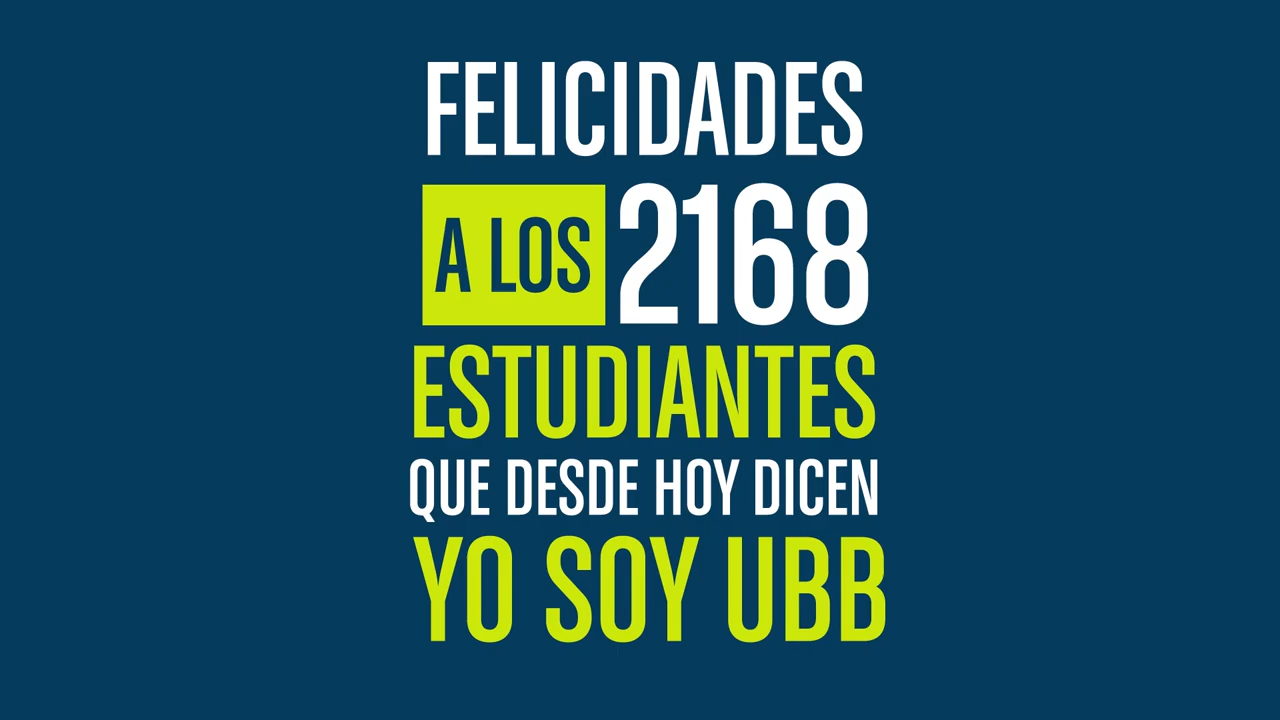 FELICIDADES
A LOS 2168
ESTUDIANTES
QUE DESDE HOY DICEN
YO SOY UBB